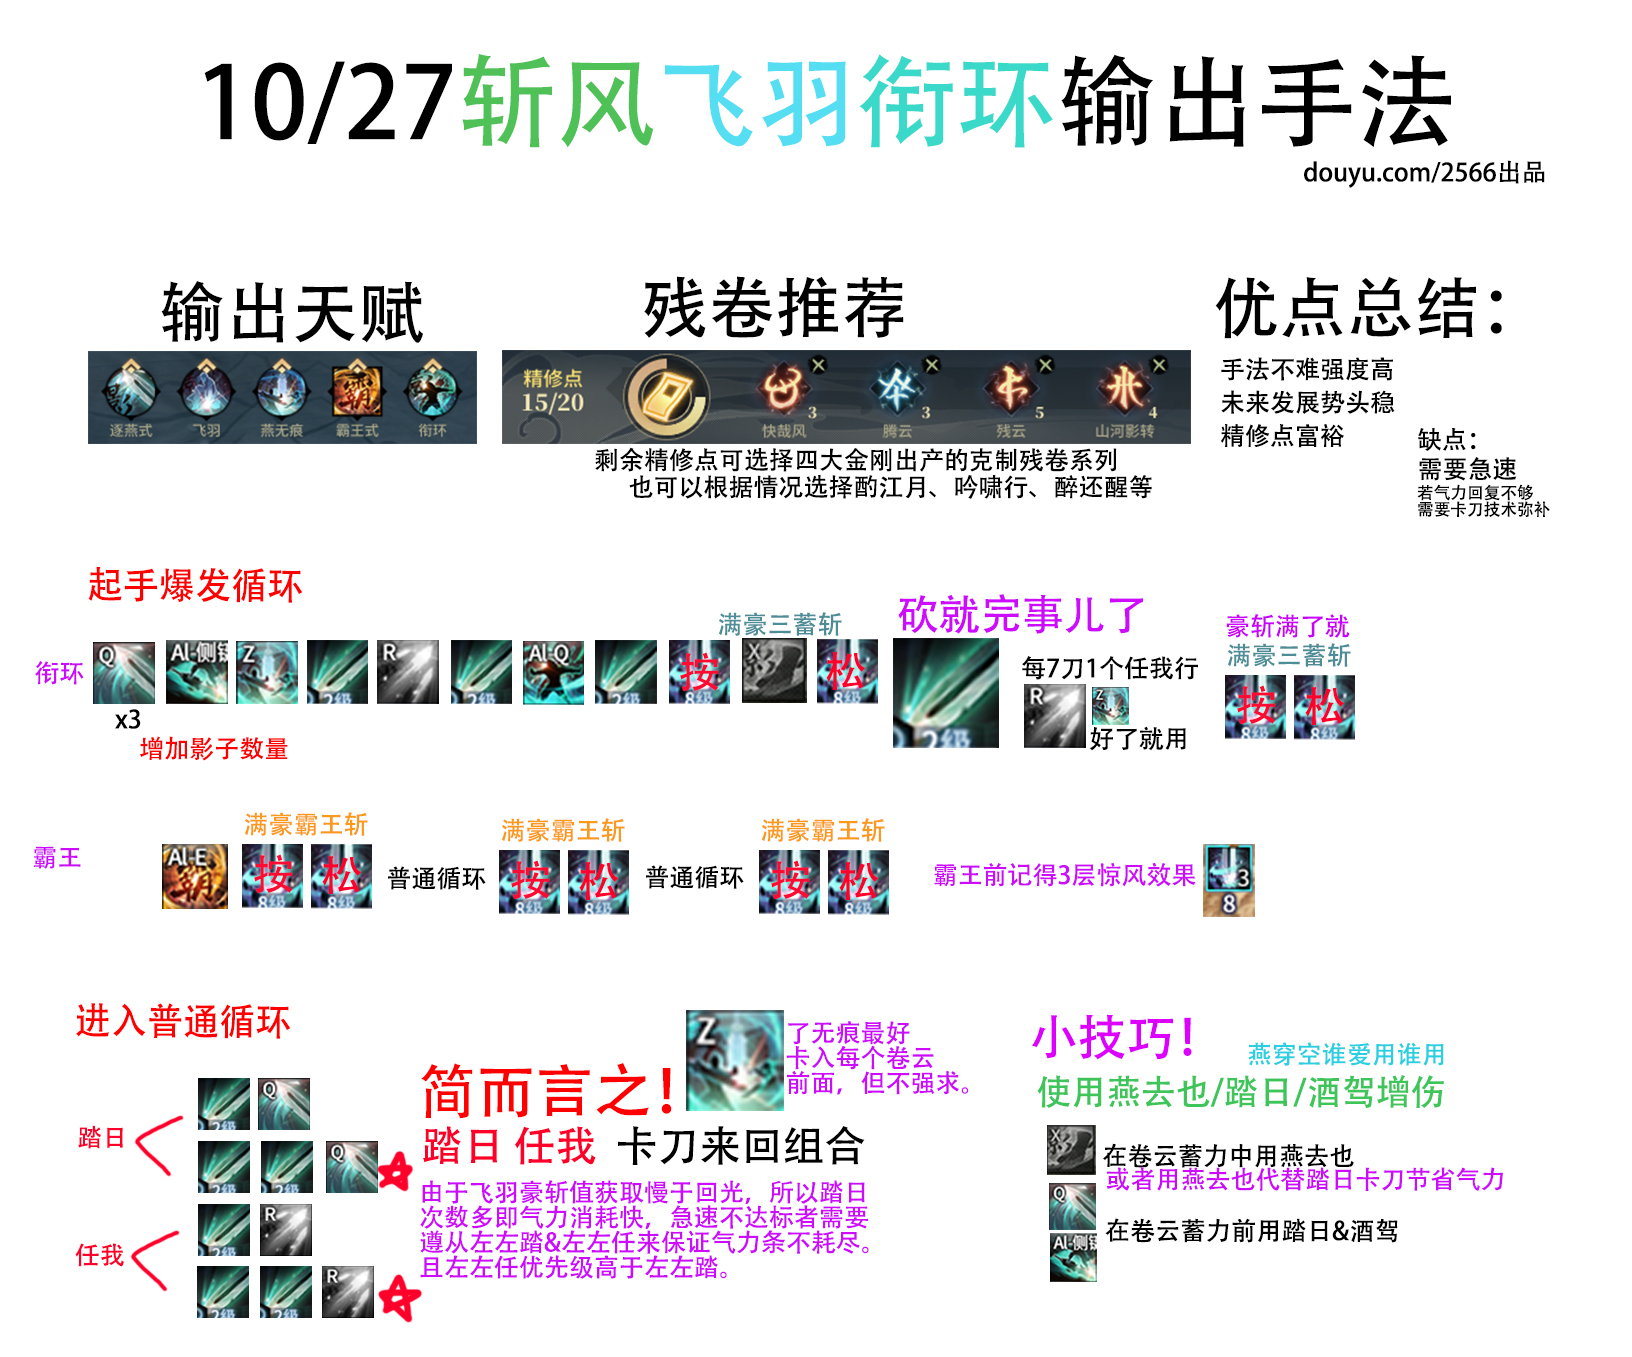 10/27斩风飞羽衔环输出手法
douyu.com/2566出品
输出天赋
逐燕式 飞羽 燕无痕 霸王式 衔环
残卷推荐
精修点
15/20
3 3 5 4
快哉风 腾云 残云 山河影转
剩余精修点可选择四大金刚出产的克制残卷系列
也可以根据情况选择酌江月、吟啸行、醉还醒等
优点总结：
手法不难强度高
未来发展势头稳
精修点富裕
缺点：
需要急速
若气力回复不够
需要卡刀技术弥补
起手爆发循环
满豪三蓄斩
衔环
Q Al-侧键 Z 2级 R 2级 Al-Q 2级 按 8级 X 松 8级
x3
增加影子数量
砍就完事儿了
2级
每7刀1个任我行
R Z
好了就用
豪斩满了就
满豪三蓄斩
按 8级 松 8级
满豪霸王斩 满豪霸王斩 满豪霸王斩
霸王
Al-E 霸 按 8级 松 8级 普通循环 按 8级 松 8级 普通循环 按 8级 松 8级
霸王前记得3层惊风效果
3
8
进入普通循环
踏日
2级 Q
2级 2级 Q
任我
2级 R
2级 2级 R
简而言之！
Z
了无痕最好
卡入每个卷云
前面，但不强求。
踏日 任我 卡刀来回组合
由于飞羽豪斩值获取慢于回光，所以踏日
次数多即气力消耗快，急速不达标者需要
遵从左左踏&左左任来保证气力条不耗尽。
且左左任优先级高于左左踏。
小技巧！
燕穿空谁爱用谁用
使用燕去也/踏日/酒驾增伤
X
在卷云蓄力中用燕去也
或者用燕去也代替踏日卡刀节省气力
Q
在卷云蓄力前用踏日&酒驾
Al-侧键